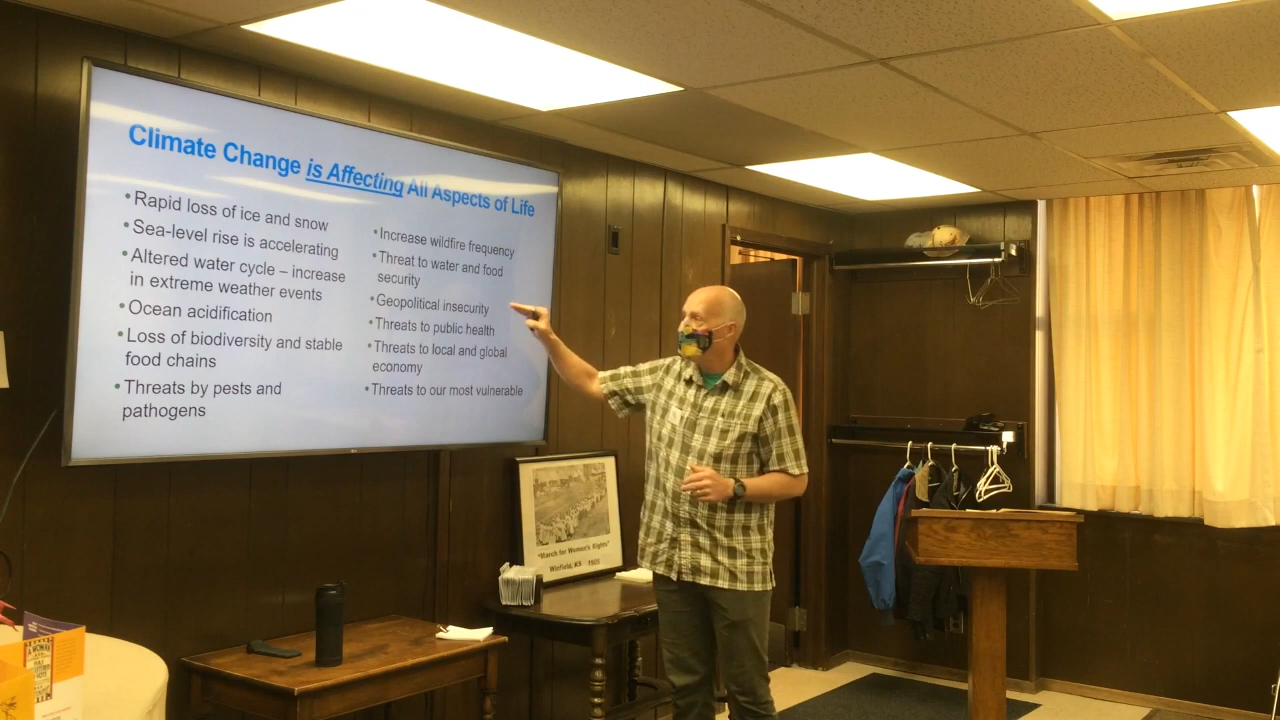 Climate Change is Affecting All Aspects of Life
• Rapid loss of ice and snow
• Sea-level rise is accelerating
• Altered water cycle – increase
in extreme weather events
• Ocean acidification
• Loss of biodiversity and stable
food chains
• Threats by pests and
pathogens
• Increase wildfire frequency
• Threat to water and food
security
• Geopolitical insecurity
• Threats to public health
• Threats to local and global
economy
• Threats to our most vulnerable
"March for Women's Rights"
Winfield, KS 1909
A WOMAN